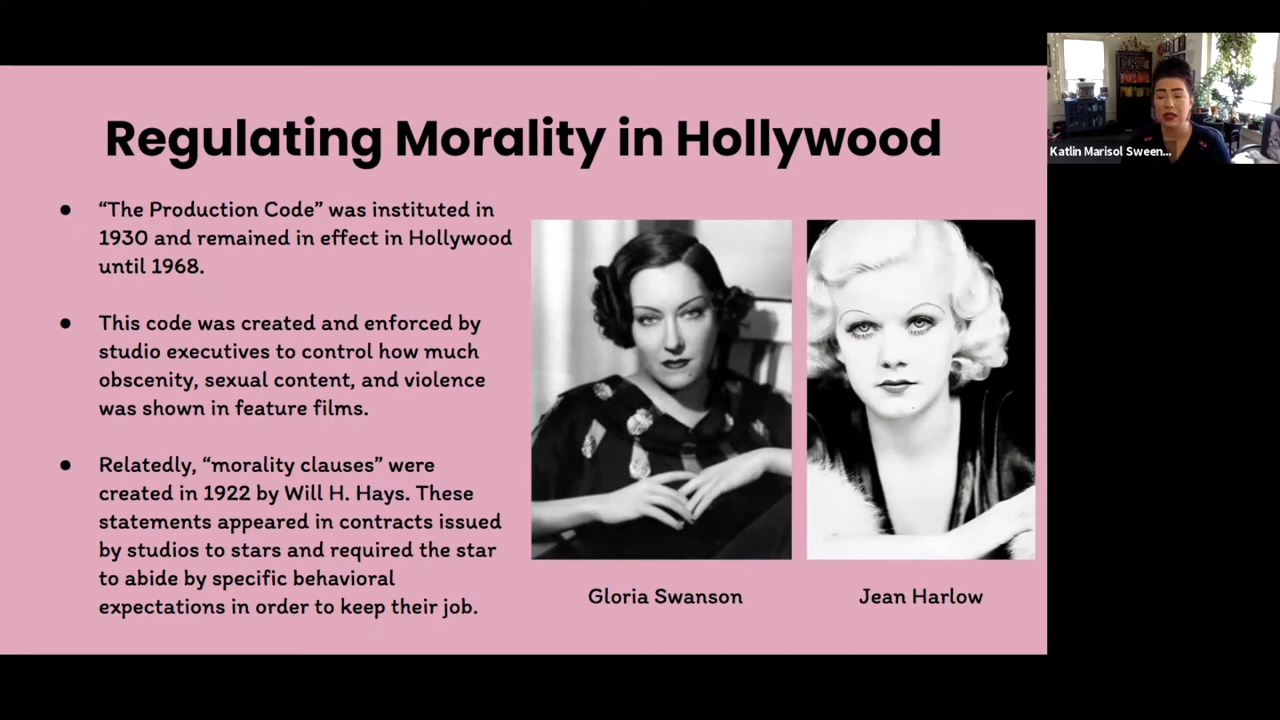 Regulating Morality in Hollywood
● “The Production Code” was instituted in
1930 and remained in effect in Hollywood
until 1968.
● This code was created and enforced by
studio executives to control how much
obscenity, sexual content, and violence
was shown in feature films.
● Relatedly, “morality clauses” were
created in 1922 by Will H. Hays. These
statements appeared in contracts issued
by studios to stars and required the star
to abide by specific behavioral
expectations in order to keep their job.
Gloria Swanson
Jean Harlow
Katlin Marisol Sween...